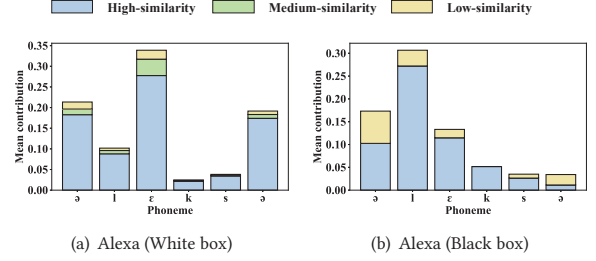 High-similarity Medium-similarity Low-similarity
Mean contribution
0.35
0.30
0.25
0.20
0.15
0.10
0.05
0.00
ə l ɛ k s ə
Phoneme
(a) Alexa (White box)
Mean contribution
0.30
0.25
0.20
0.15
0.10
0.05
0.00
ə l ɛ k s ə
Phoneme
(b) Alexa (Black box)